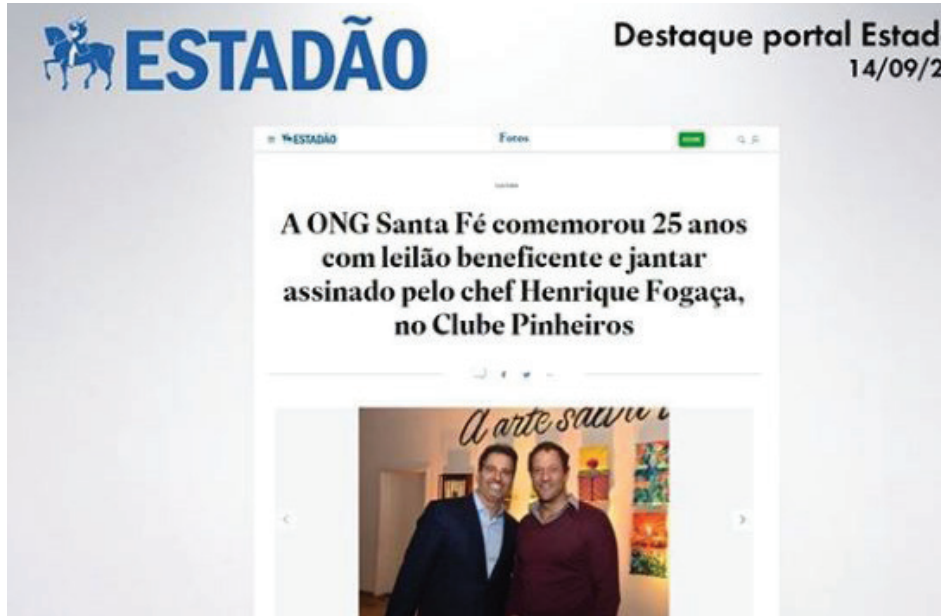 ESTADÃO
Destaque portal Estad
14/09/2
ESTADÃO
Fotos
A ONG Santa Fé comemorou 25 anos
com leilão beneficente e jantar
assinado pelo chef Henrique Fogaça,
no Clube Pinheiros
A arte salva